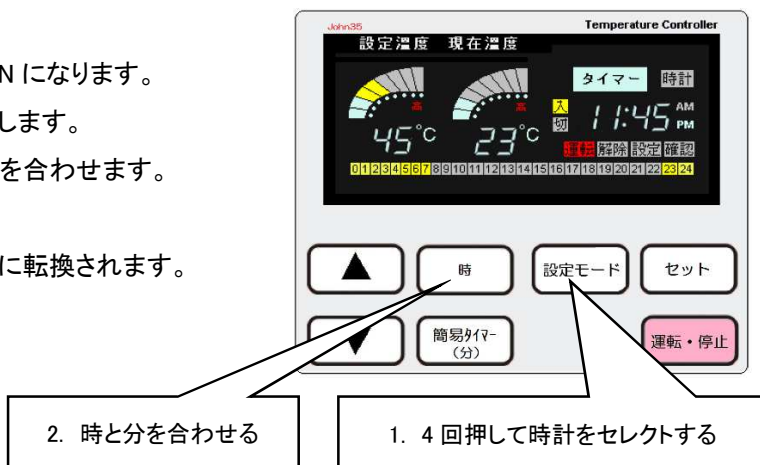 N になります。
します。
を合わせます。
に転換されます。
John35
Temperature Controller
設定温度 現在温度
タイマー 時計
高 高
入
切
11:45 AM
PM
45℃ 23℃
運転 解除 設定 確認
0 1 2 3 4 5 6 7 8 9 10 11 12 13 14 15 16 17 18 19 20 21 22 23 24
▲ 時 設定モード セット
▼ 簡易タイマー
(分)
運転・停止
2. 時と分を合わせる
1. 4 回押して時計をセレクトする